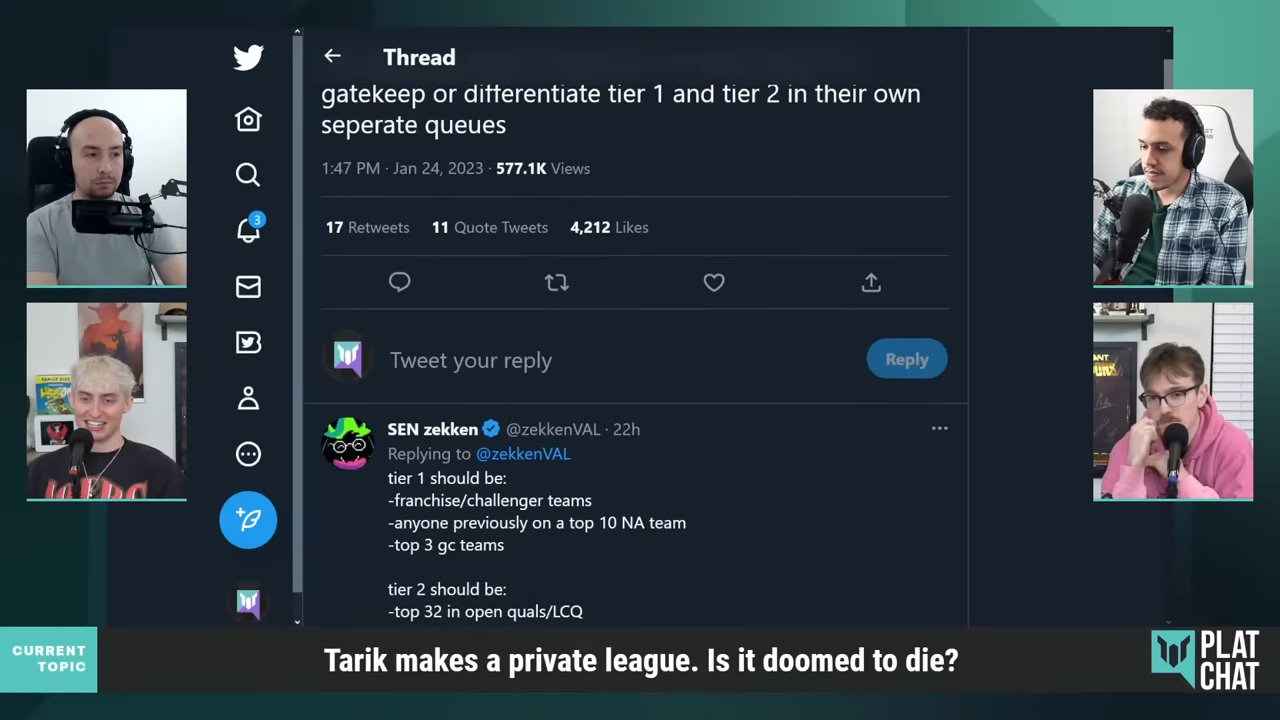 Thread
gatekeep or differentiate tier 1 and tier 2 in their own
seperate queues
1:47 PM · Jan 24, 2023 · 577.1K Views
17 Retweets 11 Quote Tweets 4,212 Likes
3
Tweet your reply
Reply
SEN zekken @zekkenVAL · 22h
Replying to @zekkenVAL
tier 1 should be:
-franchise/challenger teams
-anyone previously on a top 10 NA team
-top 3 gc teams
tier 2 should be:
-top 32 in open quals/LCQ
CURRENT
TOPIC
Tarik makes a private league. Is it doomed to die?
PLAT
CHAT